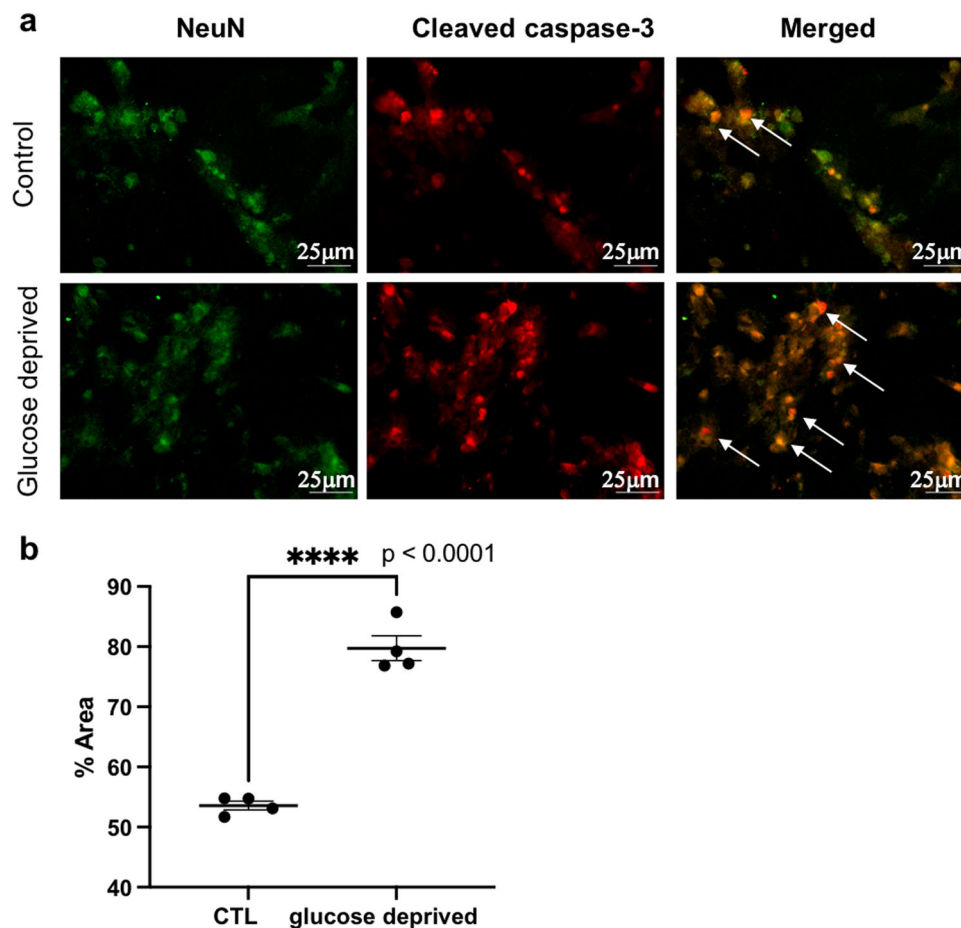 a
NeuN Cleaved caspase-3 Merged
Control
25µm 25µm 25µm
Glucose deprived
25µm 25µm 25µm
b
**** p < 0.0001
% Area
90
80
70
60
50
40
CTL glucose deprived